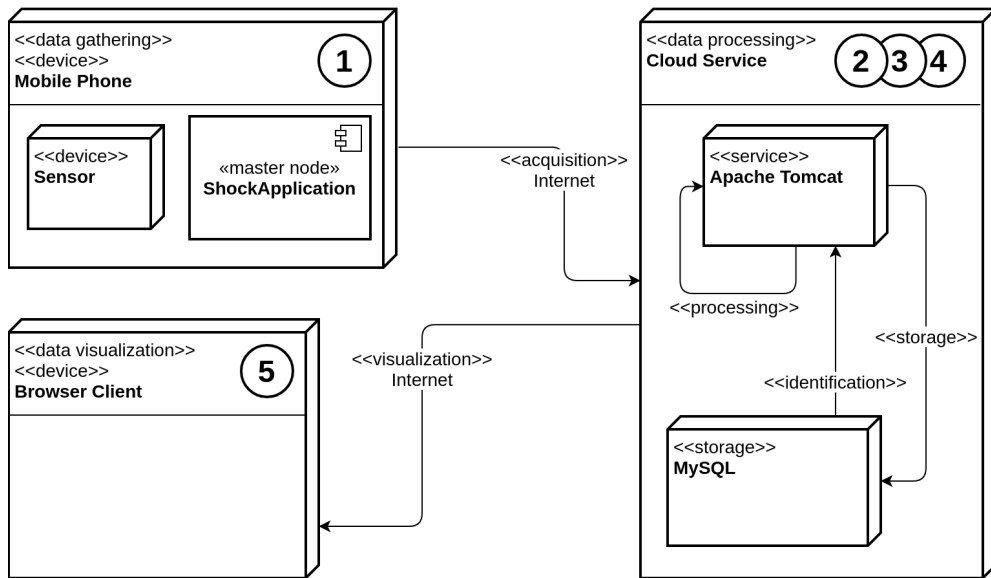 <<data gathering>>
<<device>>
Mobile Phone
1
<<device>>
Sensor
«master node»
ShockApplication
<<acquisition>>
Internet
<<data processing>>
Cloud Service
2 3 4
<<service>>
Apache Tomcat
<<processing>>
<<storage>>
<<identification>>
<<storage>>
MySQL
<<visualization>>
Internet
<<data visualization>>
<<device>>
Browser Client
5